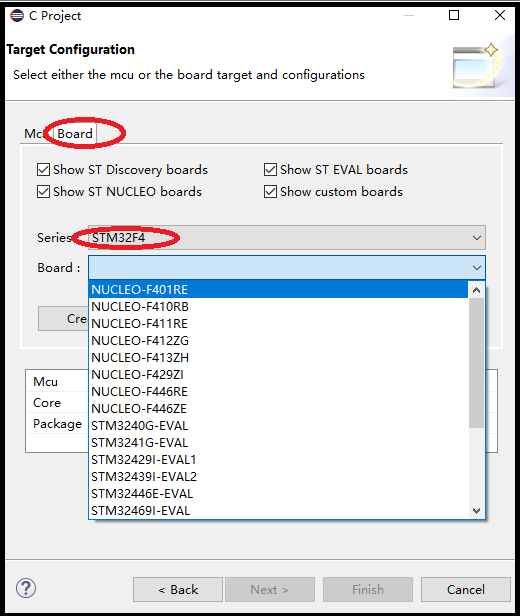 C Project
Target Configuration
Select either the mcu or the board target and configurations
Mcu Board
Show ST Discovery boards Show ST EVAL boards
Show ST NUCLEO boards Show custom boards
Series STM32F4
Board :
NUCLEO-F401RE
NUCLEO-F410RB
NUCLEO-F411RE
NUCLEO-F412ZG
NUCLEO-F413ZH
NUCLEO-F429ZI
NUCLEO-F446RE
NUCLEO-F446ZE
STM3240G-EVAL
STM3241G-EVAL
STM32429I-EVAL1
STM32439I-EVAL2
STM32446E-EVAL
STM32469I-EVAL
Cre
Mcu
Core
Package
? < Back Next > Finish Cancel